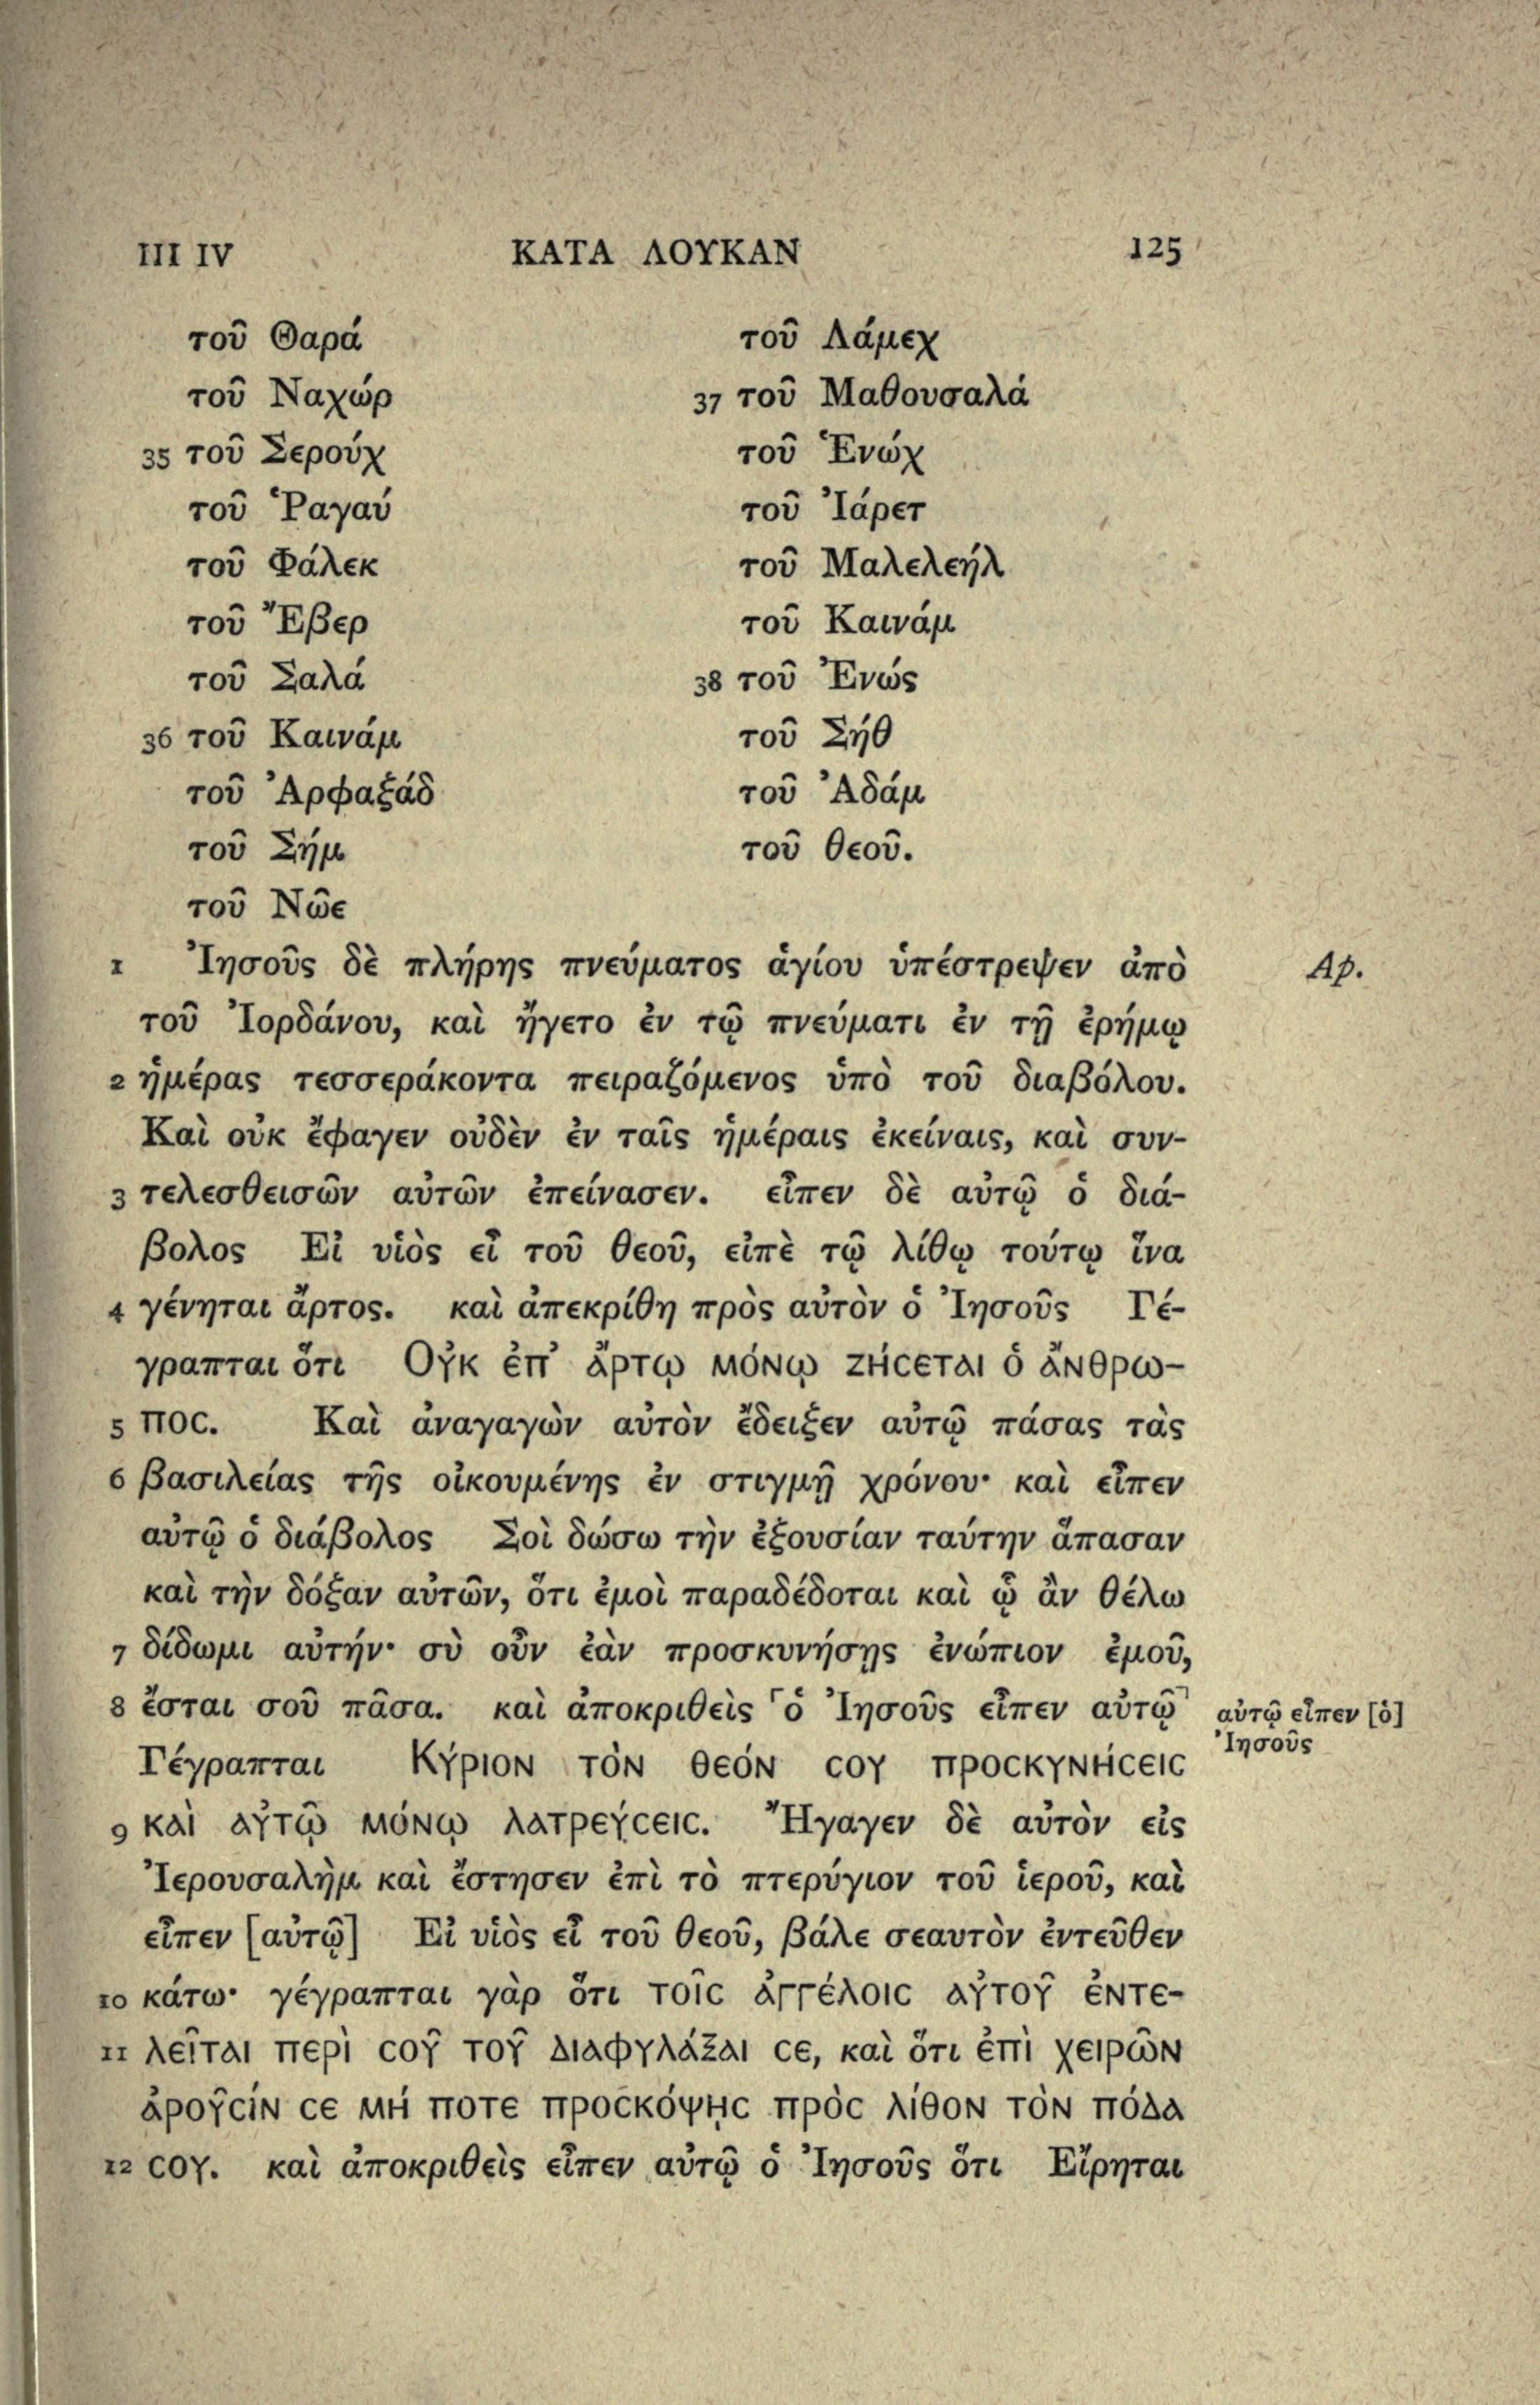 III IV ΚΑΤΑ ΛΟΥΚΑΝ 125
τοῦ Θαρά
τοῦ Ναχώρ
35 τοῦ Σερούχ
τοῦ Ῥαγαύ
τοῦ Φάλεκ
τοῦ Ἔβερ
τοῦ Σαλά
36 τοῦ Καινάμ
τοῦ Ἀρφαξάδ
τοῦ Σήμ
τοῦ Νῶε
τοῦ Λάμεχ
37 τοῦ Μαθουσαλά
τοῦ Ἑνώχ
τοῦ Ἰάρετ
τοῦ Μαλελεήλ
τοῦ Καινάμ
38 τοῦ Ἐνώς
τοῦ Σήθ
τοῦ Ἀδάμ
τοῦ θεοῦ.
1 Ἰησοῦς δὲ πλήρης πνεύματος ἁγίου ὑπέστρεψεν ἀπὸ Ap.
τοῦ Ἰορδάνου, καὶ ἤγετο ἐν τῷ πνεύματι ἐν τῇ ἐρήμῳ
2 ἡμέρας τεσσεράκοντα πειραζόμενος ὑπὸ τοῦ διαβόλου.
Καὶ οὐκ ἔφαγεν οὐδὲν ἐν ταῖς ἡμέραις ἐκείναις, καὶ συν-
3 τελεσθεισῶν αὐτῶν ἐπείνασεν. εἶπεν δὲ αὐτῷ ὁ διά-
βολος Εἰ υἱὸς εἶ τοῦ θεοῦ, εἰπὲ τῷ λίθῳ τούτῳ ἵνα
4 γένηται ἄρτος. καὶ ἀπεκρίθη πρὸς αὐτὸν ὁ Ἰησοῦς Γέ-
γραπται ὅτι Οὐκ ἐπ’ ἄρτῳ μόνῳ ζήσεται ὁ ἄνθρω-
5 πος. Καὶ ἀναγαγὼν αὐτὸν ἔδειξεν αὐτῷ πάσας τὰς
6 βασιλείας τῆς οἰκουμένης ἐν στιγμῇ χρόνου· καὶ εἶπεν
αὐτῷ ὁ διάβολος Σοὶ δώσω τὴν ἐξουσίαν ταύτην ἅπασαν
καὶ τὴν δόξαν αὐτῶν, ὅτι ἐμοὶ παραδέδοται καὶ ᾧ ἂν θέλω
7 δίδωμι αὐτήν· σὺ οὖν ἐὰν προσκυνήσῃς ἐνώπιον ἐμοῦ,
8 ἔσται σοῦ πᾶσα. καὶ ἀποκριθεὶς ⸂ὁ Ἰησοῦς εἶπεν αὐτῷ⸃ αὐτῷ εἶπεν [ὁ]
Ἰησοῦς
Γέγραπται Κύριον τὸν θεόν σου προσκυνήσεις
9 καὶ αὐτῷ μόνῳ λατρεύσεις. Ἤγαγεν δὲ αὐτὸν εἰς
Ἰερουσαλὴμ καὶ ἔστησεν ἐπὶ τὸ πτερύγιον τοῦ ἱεροῦ, καὶ
εἶπεν [αὐτῷ] Εἰ υἱὸς εἶ τοῦ θεοῦ, βάλε σεαυτὸν ἐντεῦθεν
10 κάτω· γέγραπται γὰρ ὅτι τοῖς ἀγγέλοις αὐτοῦ ἐντε-
11 λεῖται περὶ σοῦ τοῦ διαφυλάξαι σε, καὶ ὅτι ἐπὶ χειρῶν
ἀροῦσίν σε μή ποτε προσκόψῃς πρὸς λίθον τὸν πόδα
12 σου. καὶ ἀποκριθεὶς εἶπεν αὐτῷ ὁ Ἰησοῦς ὅτι Εἴρηται